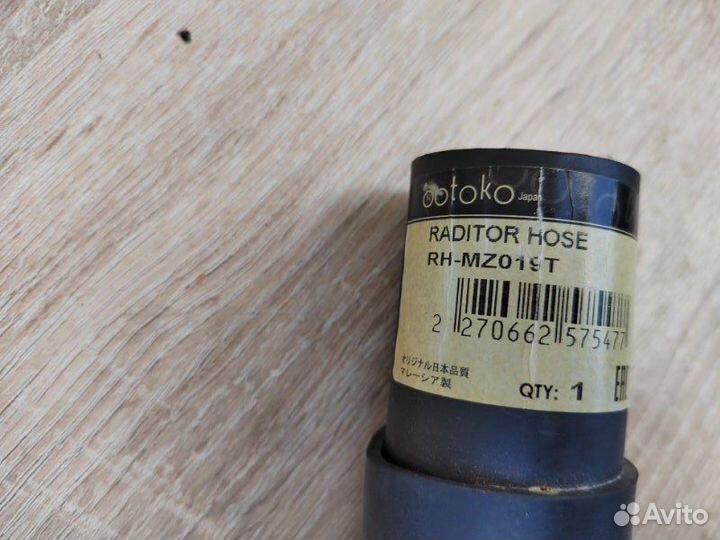 ootoko Japan
RADITOR HOSE
RH-MZ019T
2 270662 575477
オリジナル日本品質
マレーシア製
QTY: 1
Avito